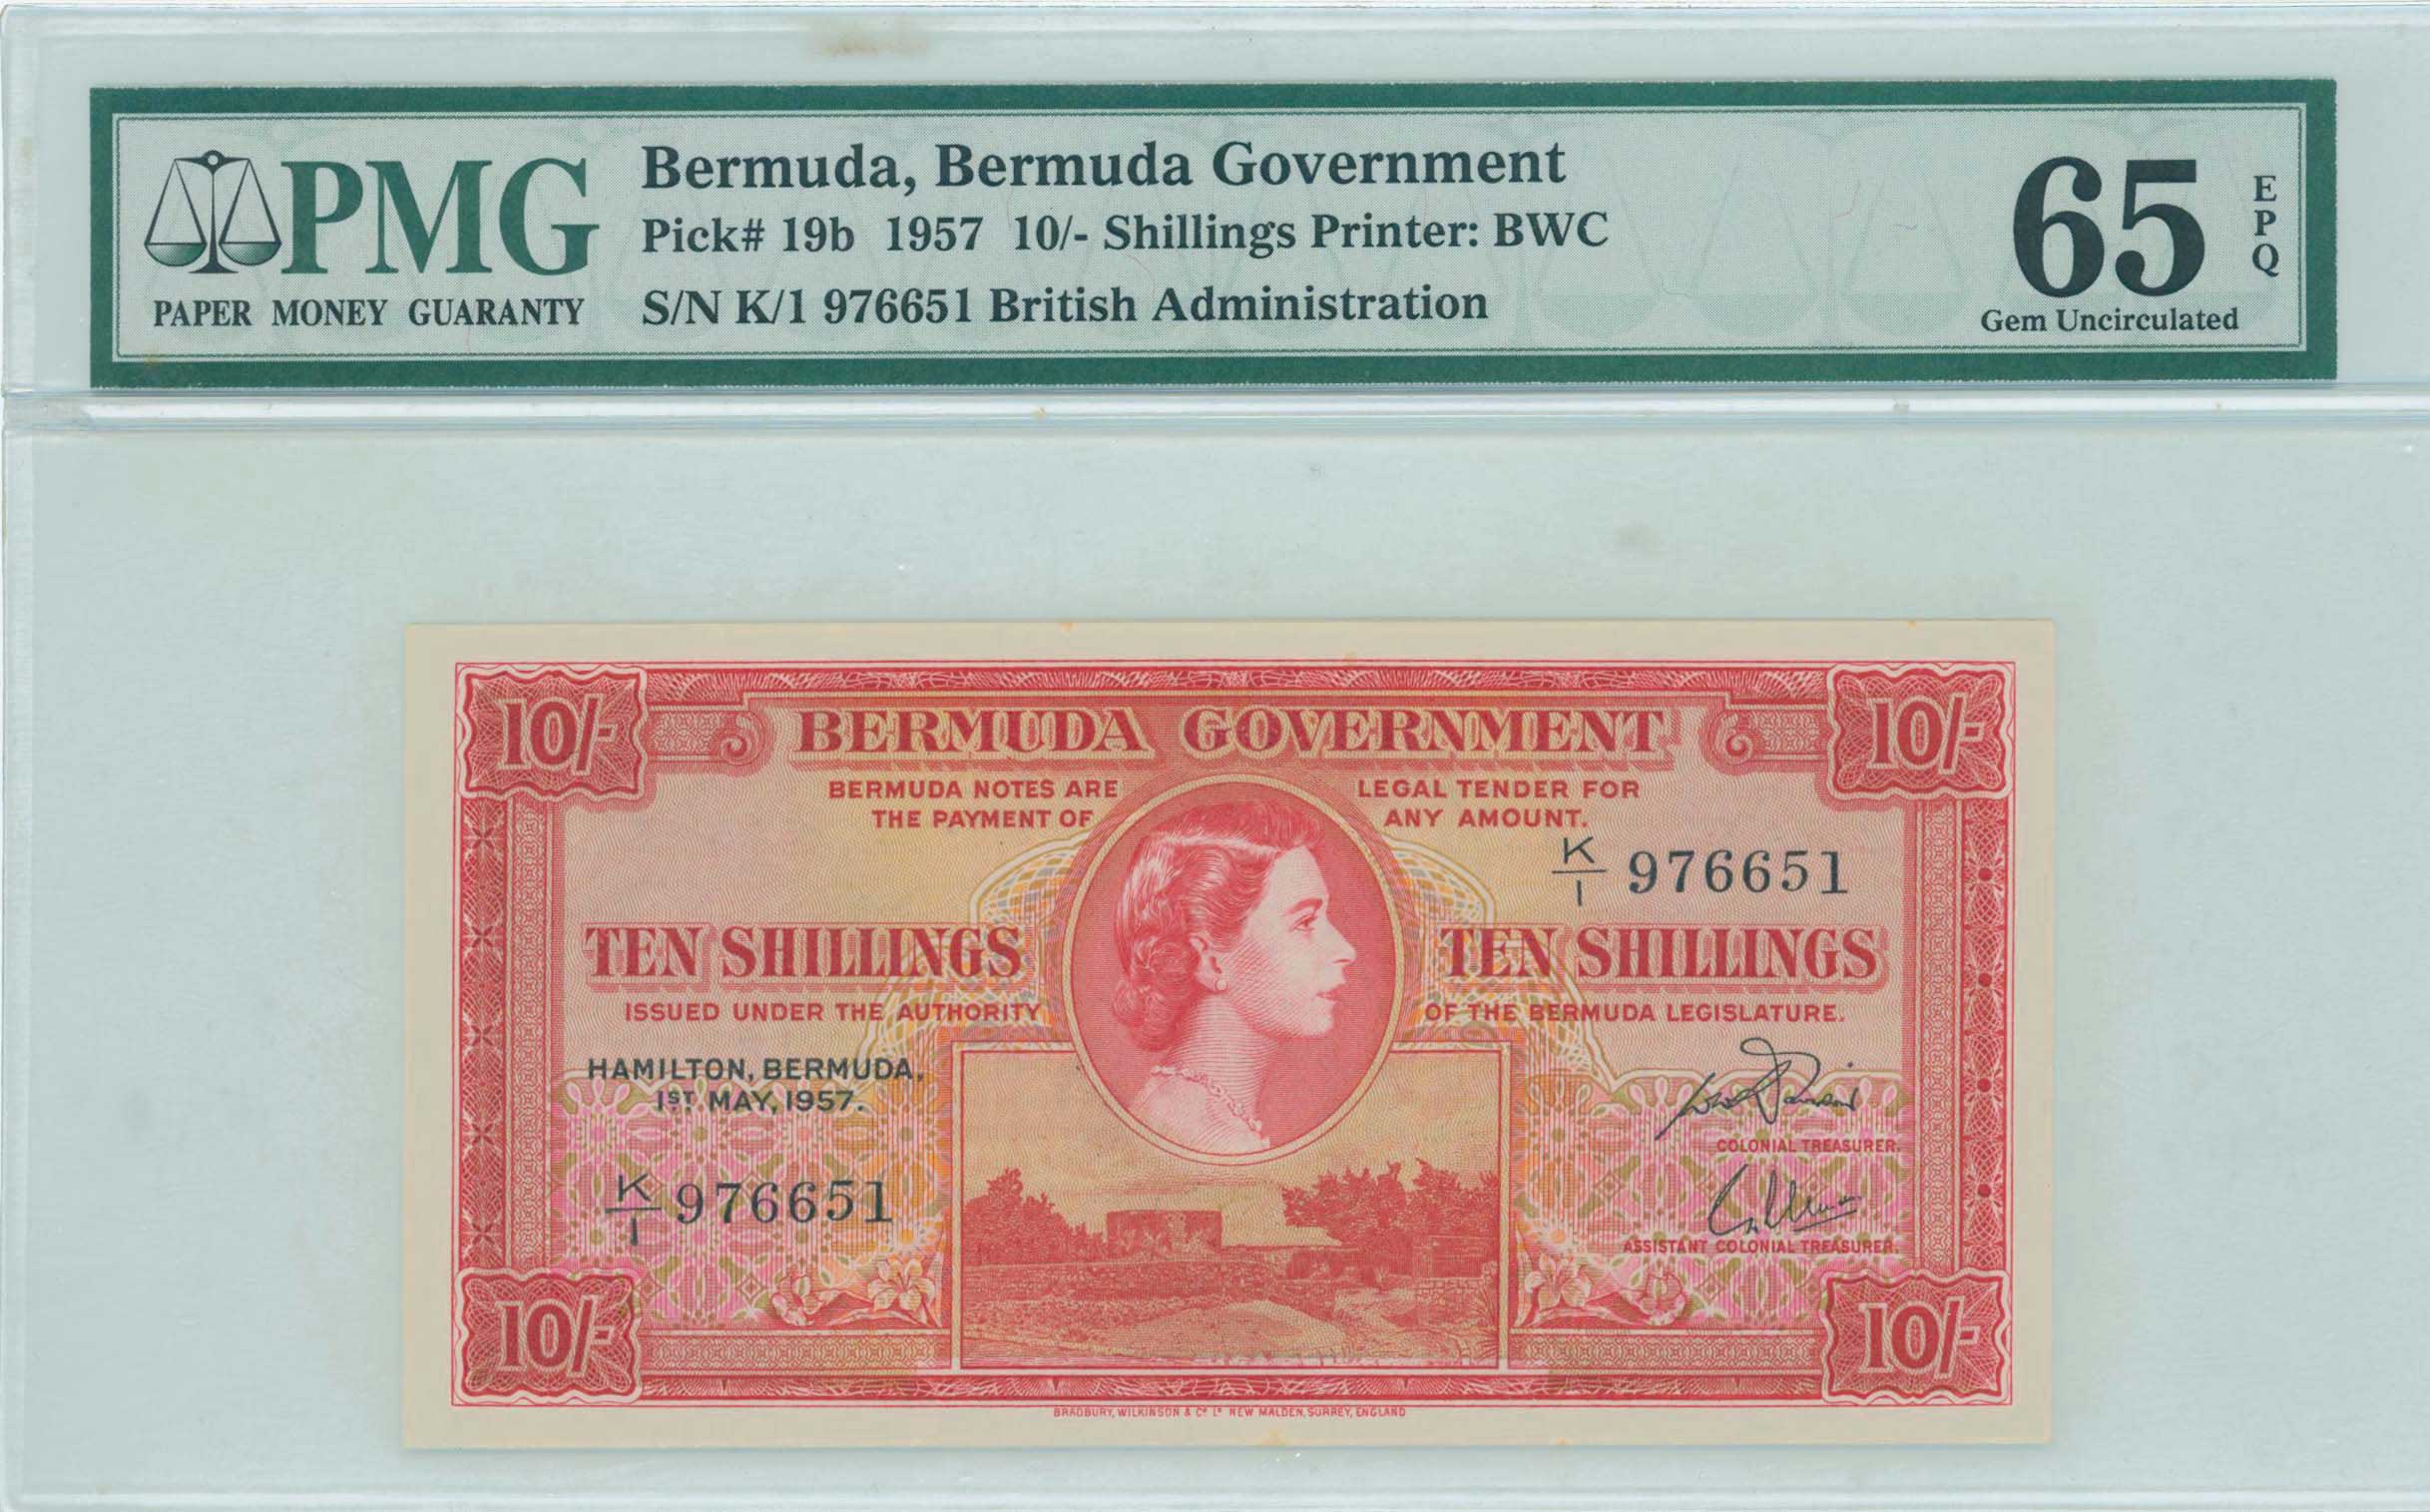 PMG
PAPER MONEY GUARANTY
Bermuda, Bermuda Government
Pick# 19b 1957 10/- Shillings Printer: BWC
S/N K/1 976651 British Administration
65
EPQ
Gem Uncirculated
10/-
BERMUDA GOVERNMENT
10/-
BERMUDA NOTES ARE LEGAL TENDER FOR
THE PAYMENT OF ANY AMOUNT.
K/1 976651
TEN SHILLINGS TEN SHILLINGS
ISSUED UNDER THE AUTHORITY OF THE BERMUDA LEGISLATURE.
HAMILTON, BERMUDA,
1ST MAY, 1957.
COLONIAL TREASURER.
K/1 976651
ASSISTANT COLONIAL TREASURER.
10/- 10/-
BRADBURY, WILKINSON & Co Ld NEW MALDEN, SURREY, ENGLAND